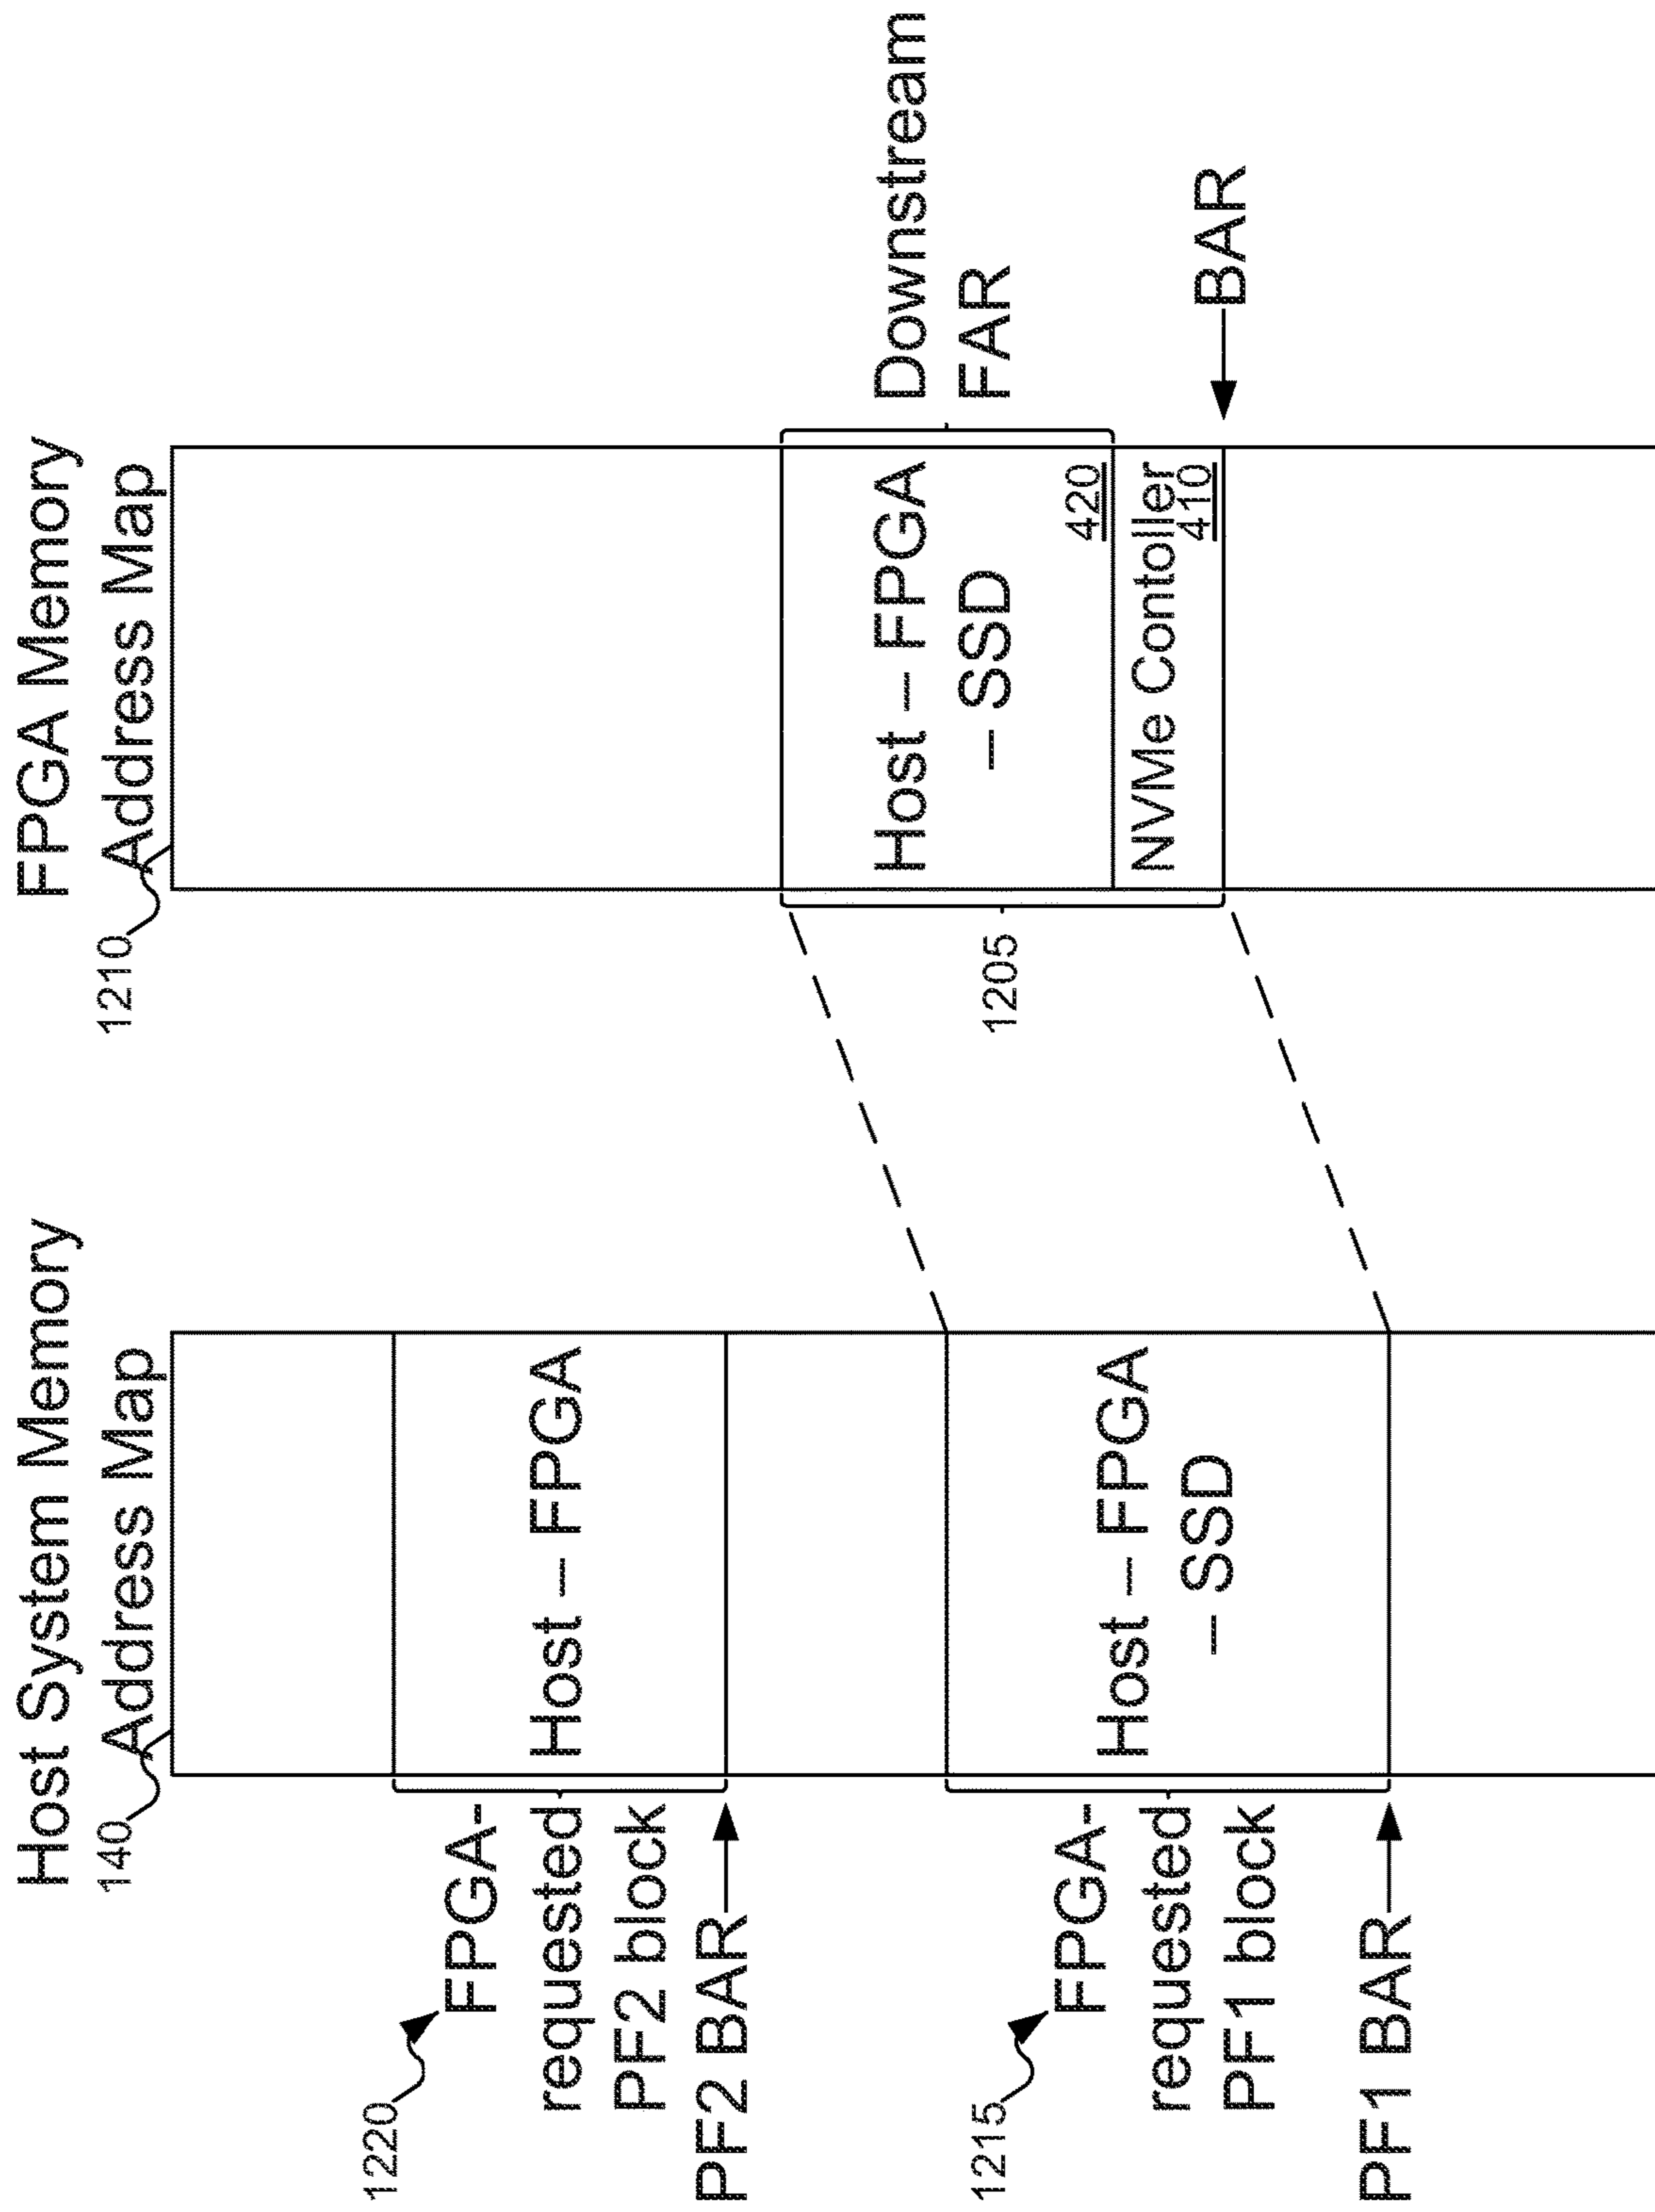 Host System Memory
Address Map
140
FPGA Memory
Address Map
1210
1220
FPGA-
requested
PF2 block
PF2 BAR
Host – FPGA
1215
FPGA-
requested
PF1 block
PF1 BAR
Host – FPGA
– SSD
1205
Host – FPGA
– SSD
420
NVMe Contoller
410
Downstream
FAR
BAR